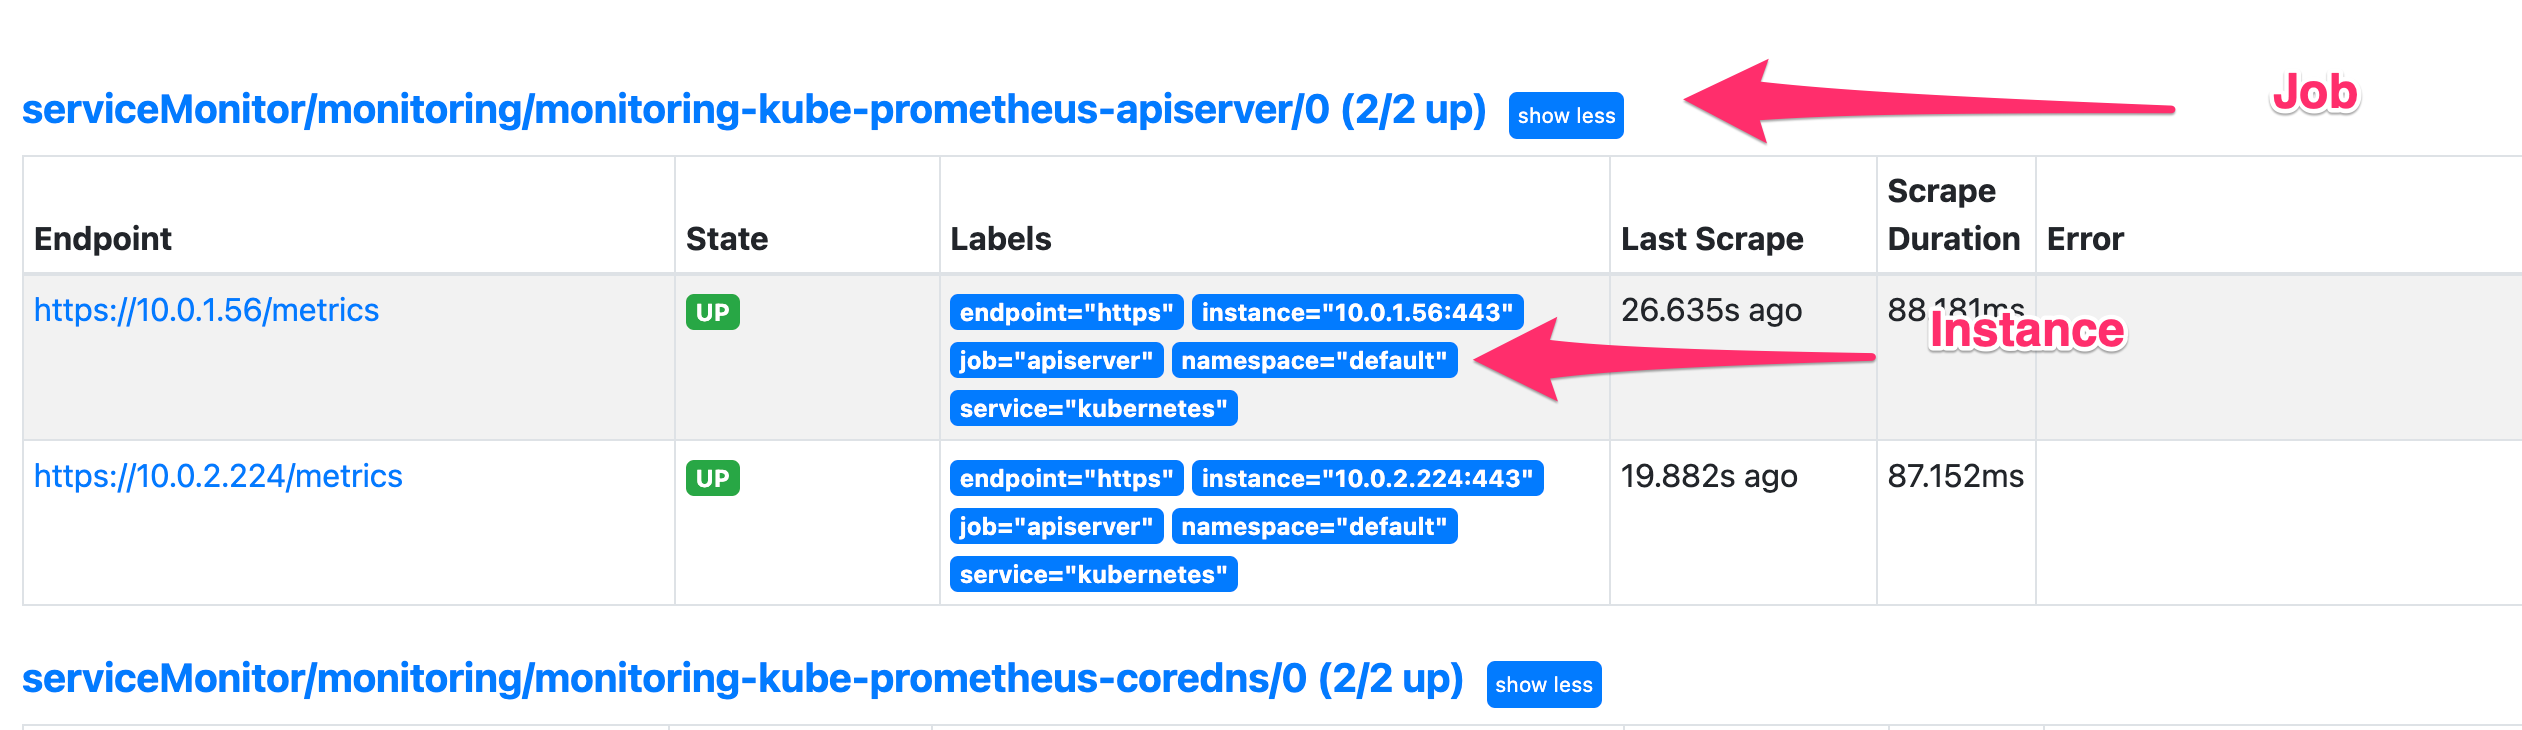 serviceMonitor/monitoring/monitoring-kube-prometheus-apiserver/0 (2/2 up) show less Job
Endpoint State Labels Last Scrape Scrape Duration Error
https://10.0.1.56/metrics UP endpoint="https" instance="10.0.1.56:443" 26.635s ago 88.181ms
Instance
job="apiserver" namespace="default"
service="kubernetes"
https://10.0.2.224/metrics UP endpoint="https" instance="10.0.2.224:443" 19.882s ago 87.152ms
job="apiserver" namespace="default"
service="kubernetes"
serviceMonitor/monitoring/monitoring-kube-prometheus-coredns/0 (2/2 up) show less